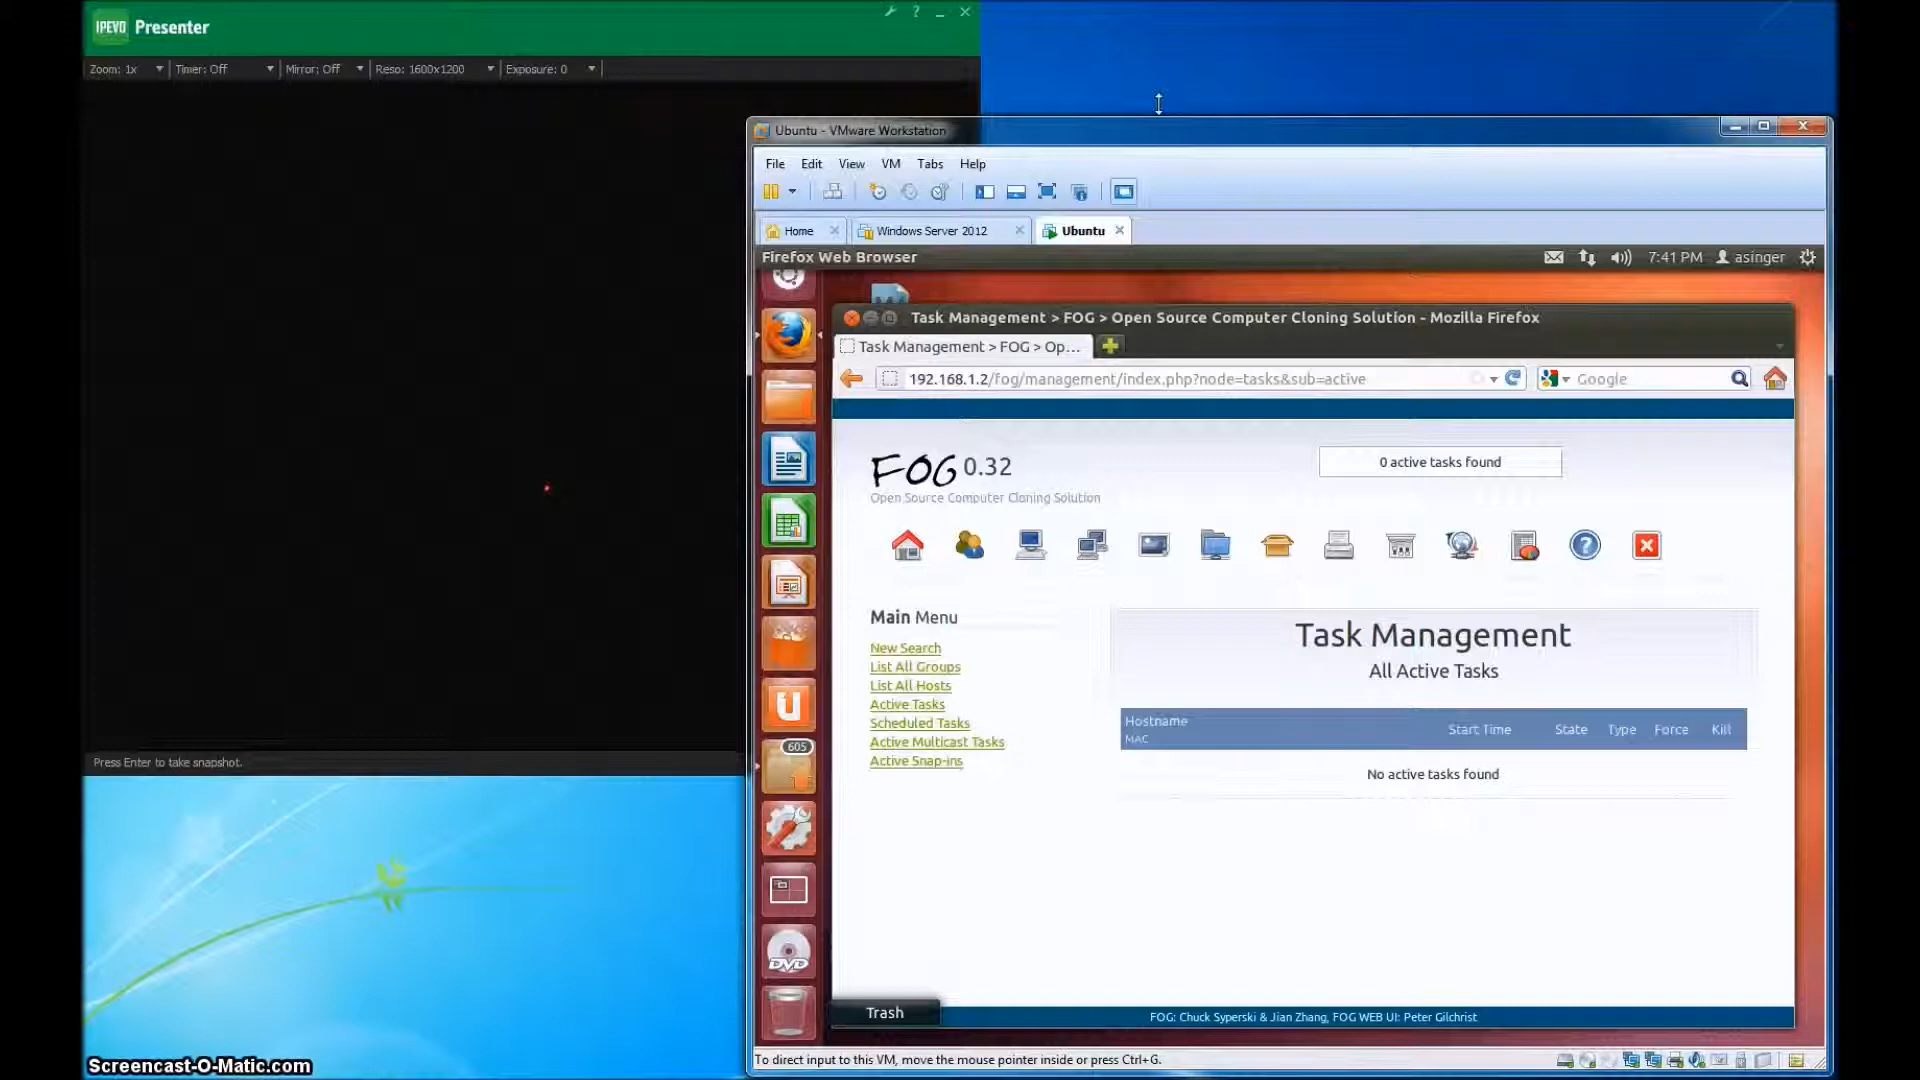 IPEVO Presenter
Zoom: 1x Timer: Off Mirror: Off Reso: 1600x1200 Exposure: 0
Press Enter to take snapshot.
Ubuntu - VMware Workstation
File Edit View VM Tabs Help
Home Windows Server 2012 Ubuntu
Firefox Web Browser 7:41 PM asinger
Task Management > FOG > Open Source Computer Cloning Solution - Mozilla Firefox
Task Management > FOG > Op...
192.168.1.2/fog/management/index.php?node=tasks&sub=active Google
FOG 0.32
Open Source Computer Cloning Solution
0 active tasks found
Main Menu
New Search
List All Groups
List All Hosts
Active Tasks
Scheduled Tasks
Active Multicast Tasks
Active Snap-ins
Task Management
All Active Tasks
Hostname Start Time State Type Force Kill
MAC
No active tasks found
605
DVD
Trash
FOG: Chuck Syperski & Jian Zhang, FOG WEB UI: Peter Gilchrist
To direct input to this VM, move the mouse pointer inside or press Ctrl+G.
Screencast-O-Matic.com